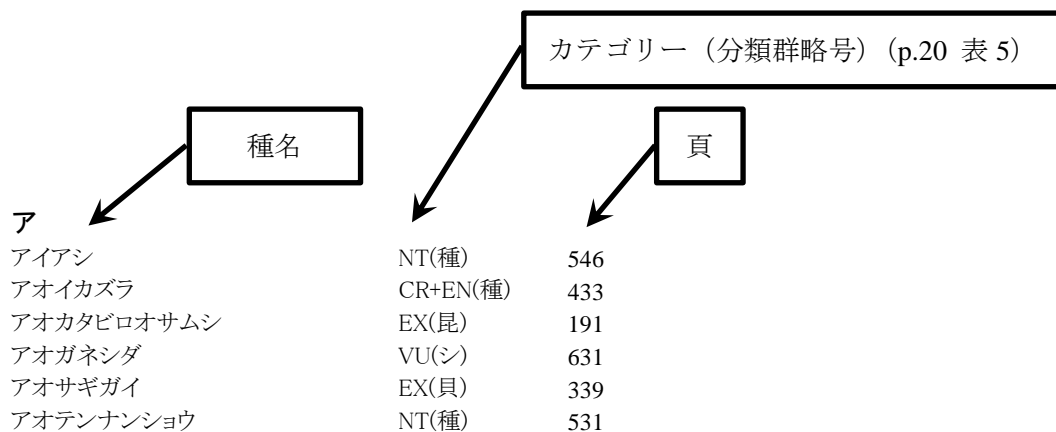 カテゴリー（分類群略号）(p.20 表 5)
種名
頁
ア
アイアシ NT(種) 546
アオイカズラ CR+EN(種) 433
アオカタビロオサムシ EX(昆) 191
アオガネシダ VU(シ) 631
アオサギガイ EX(貝) 339
アオテンナンショウ NT(種) 531